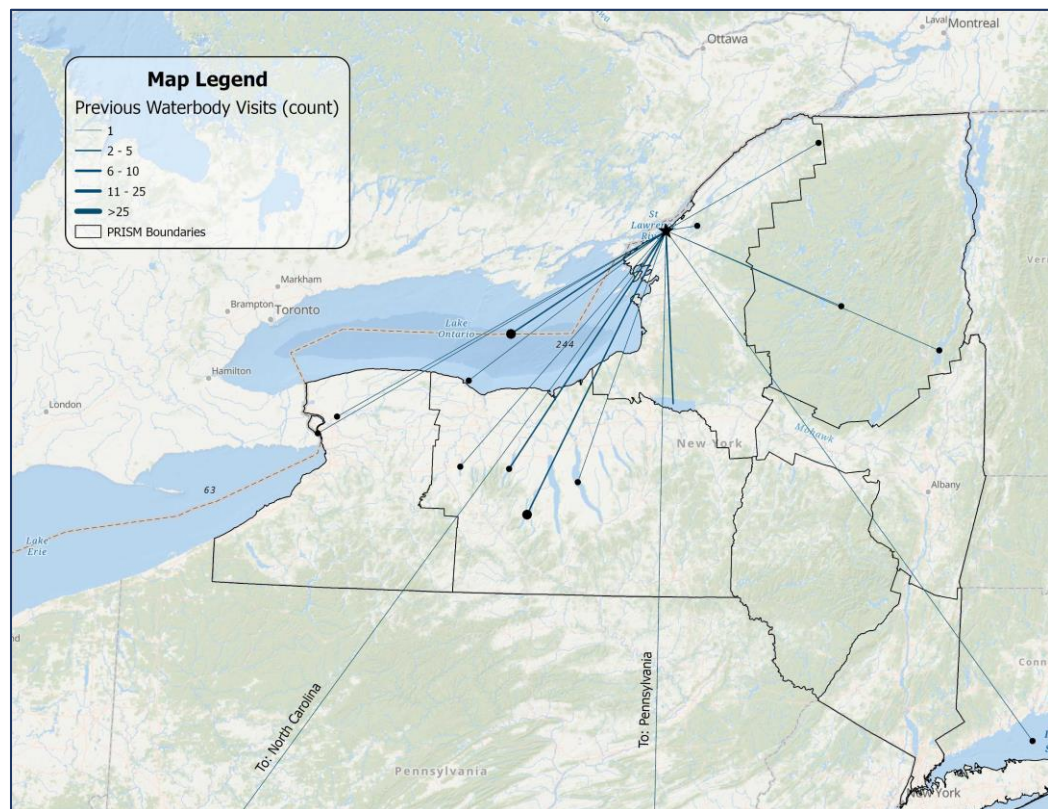 Laval
Montreal
Ottawa
Map Legend
Previous Waterbody Visits (count)
1
2 - 5
6 - 10
11 - 25
>25
PRISM Boundaries
St
Lawrence
River
Markham
Brampton
Toronto
Lake
Ontario
244
Hamilton
London
New York
Mohawk
Albany
63
Lake
Erie
To: North Carolina
To: Pennsylvania
Pennsylvania
New York